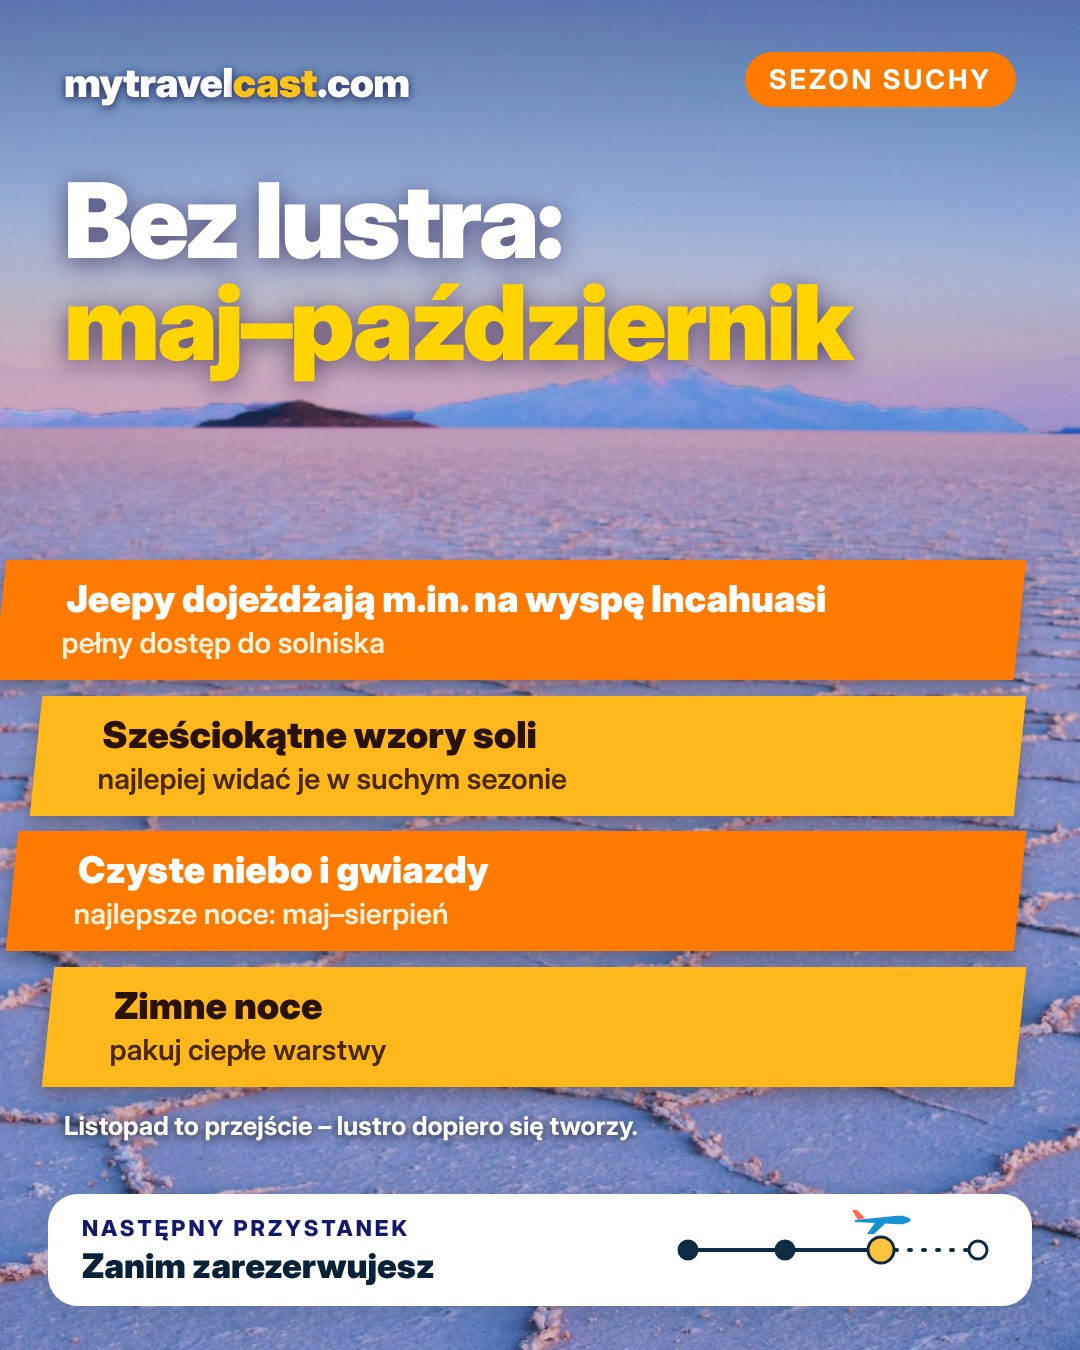 mytravelcast.com
SEZON SUCHY
Bez lustra:
maj–październik
Jeepy dojeżdżają m.in. na wyspę Incahuasi
pełny dostęp do solniska
Sześciokątne wzory soli
najlepiej widać je w suchym sezonie
Czyste niebo i gwiazdy
najlepsze noce: maj–sierpień
Zimne noce
pakuj ciepłe warstwy
Listopad to przejście – lustro dopiero się tworzy.
NASTĘPNY PRZYSTANEK
Zanim zarezerwujesz